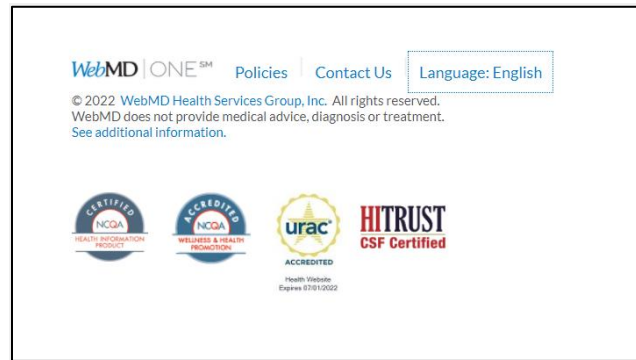 WebMD ONE℠ Policies Contact Us Language: English
© 2022 WebMD Health Services Group, Inc. All rights reserved.
WebMD does not provide medical advice, diagnosis or treatment.
See additional information.
CERTIFIED
NCQA
HEALTH INFORMATION
PRODUCT
ACCREDITED
NCQA
WELLNESS & HEALTH
PROMOTION
urac
ACCREDITED
Health Website
Expires 07/01/2022
HITRUST
CSF Certified